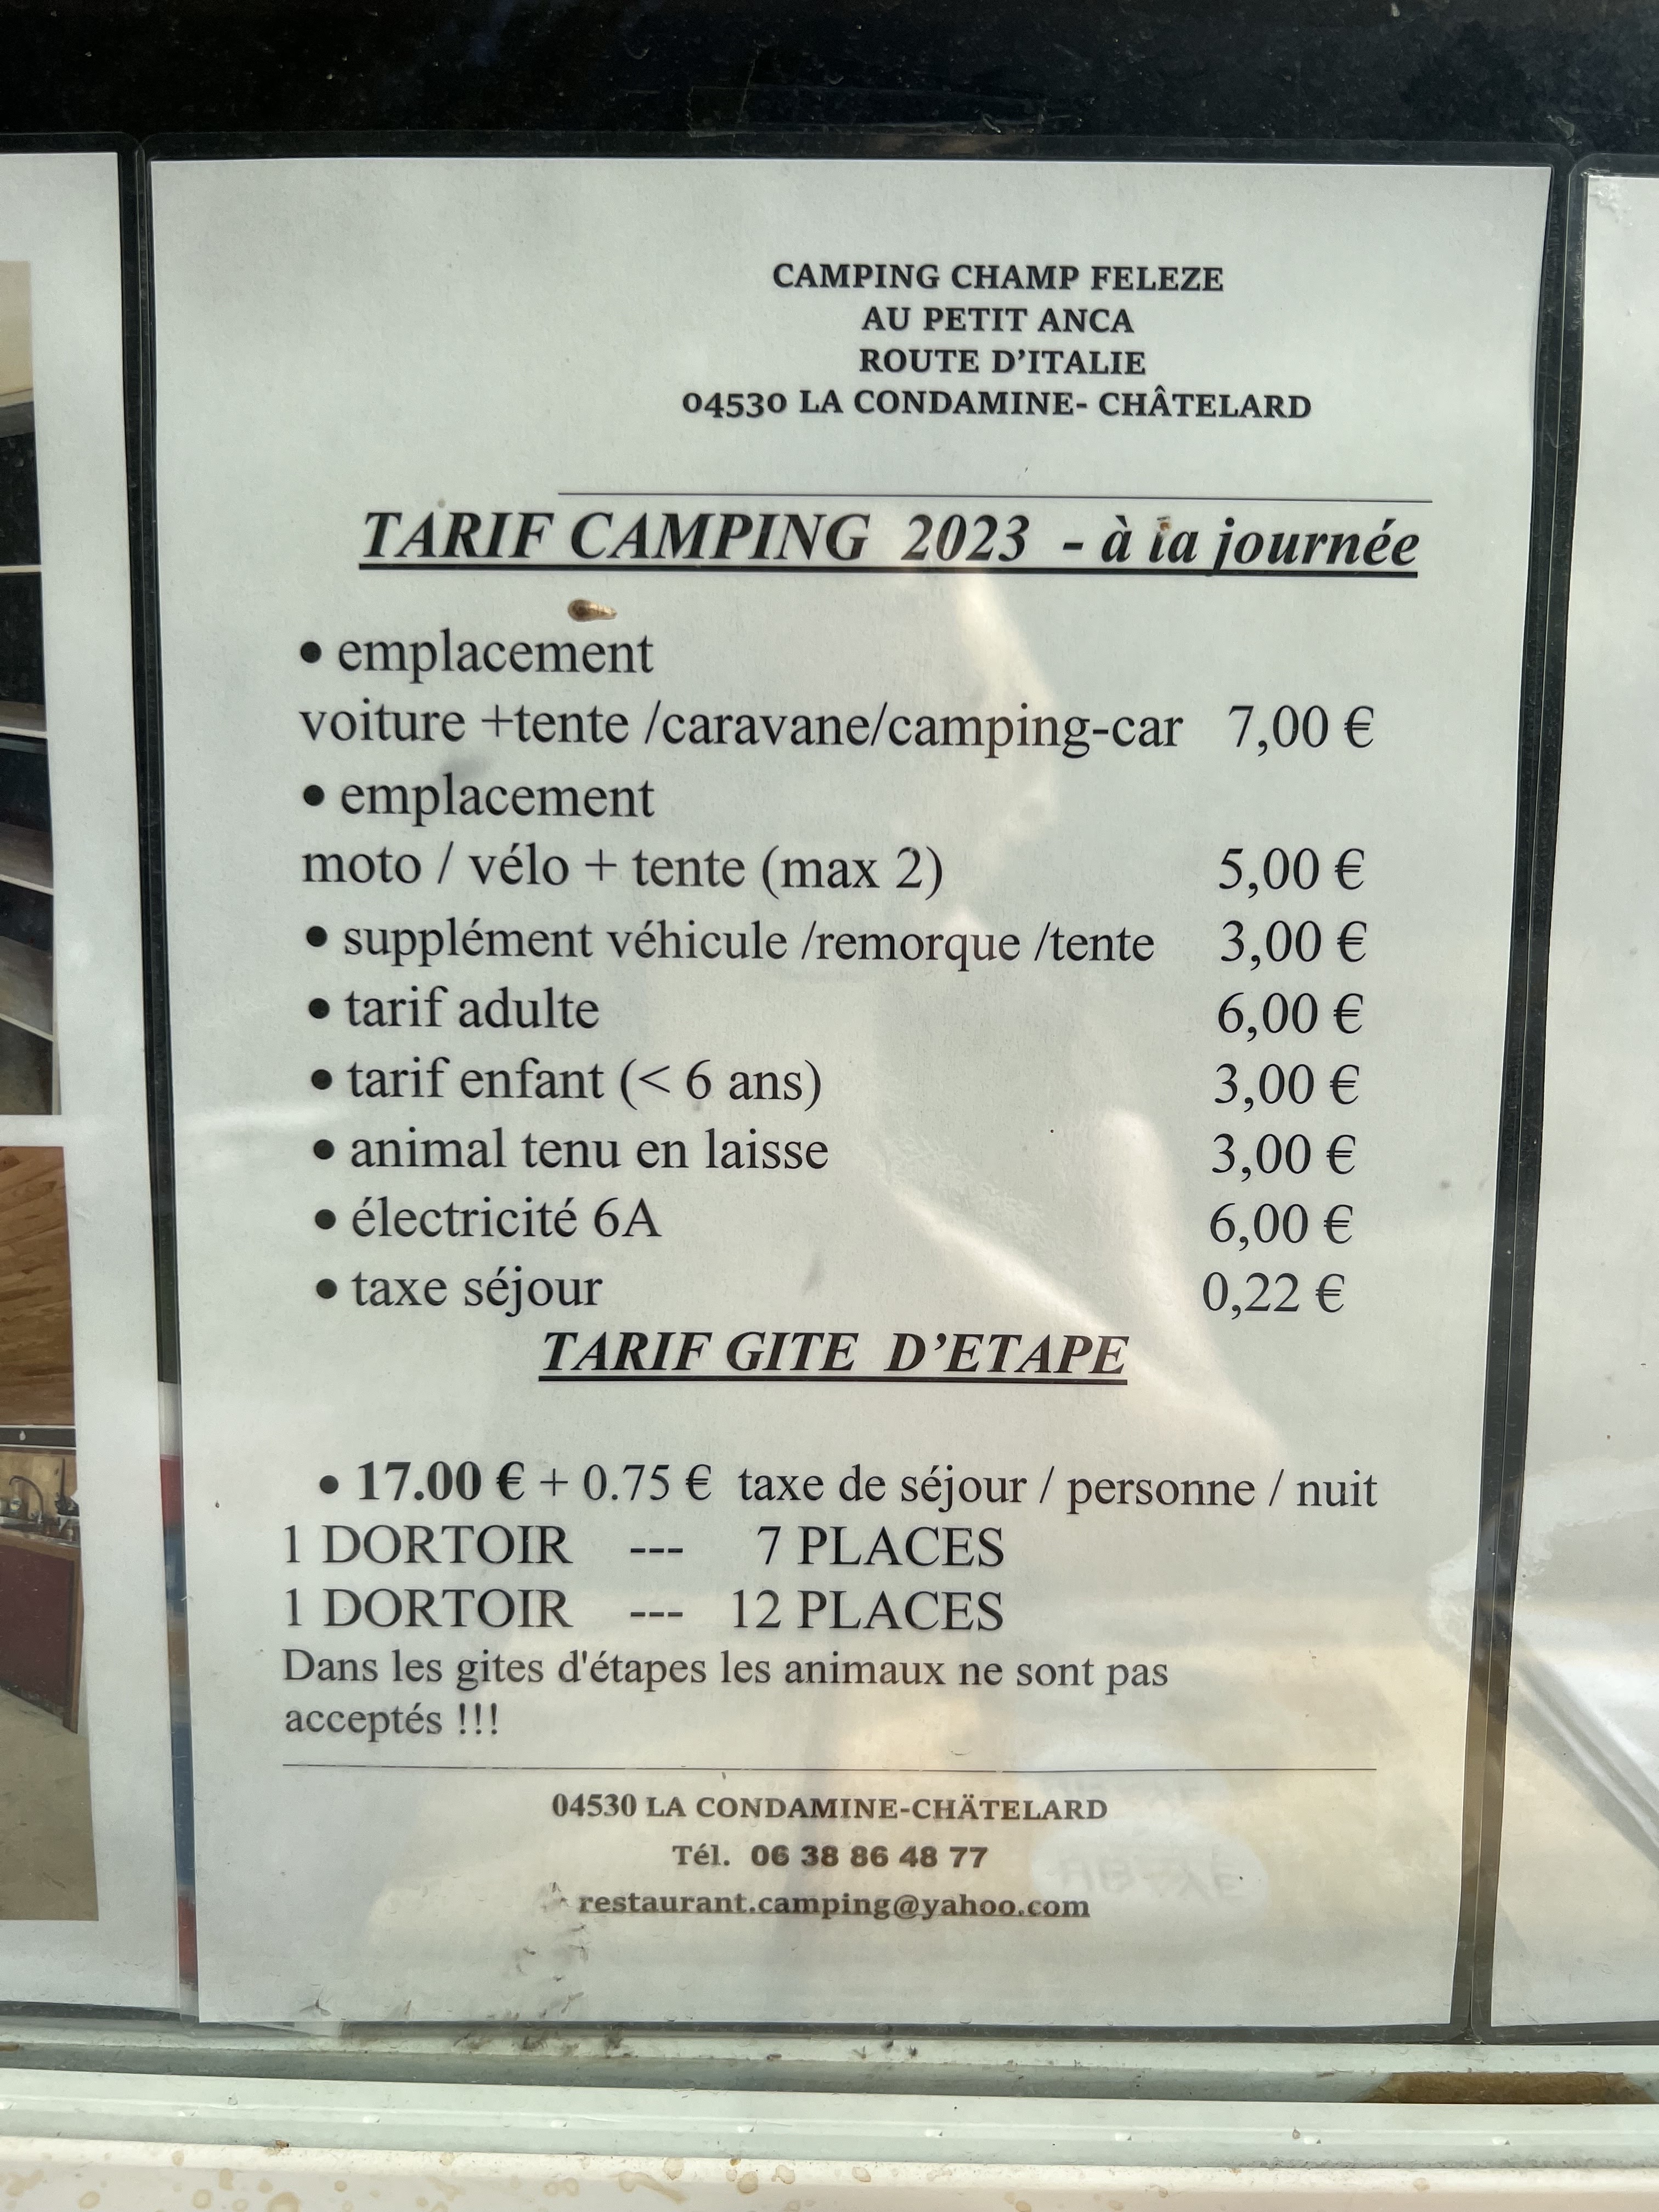 CAMPING CHAMP FELEZE
AU PETIT ANCA
ROUTE D'ITALIE
04530 LA CONDAMINE- CHÂTELARD
TARIF CAMPING 2023 - à la journée
• emplacement
voiture +tente /caravane/camping-car 7,00 €
• emplacement
moto / vélo + tente (max 2) 5,00 €
• supplément véhicule /remorque /tente 3,00 €
• tarif adulte 6,00 €
• tarif enfant (< 6 ans) 3,00 €
• animal tenu en laisse 3,00 €
• électricité 6A 6,00 €
• taxe séjour 0,22 €
TARIF GITE D'ETAPE
• 17.00 € + 0.75 € taxe de séjour / personne / nuit
1 DORTOIR --- 7 PLACES
1 DORTOIR --- 12 PLACES
Dans les gites d'étapes les animaux ne sont pas
acceptés !!!
04530 LA CONDAMINE-CHÄTELARD
Tél. 06 38 86 48 77
restaurant.camping@yahoo.com